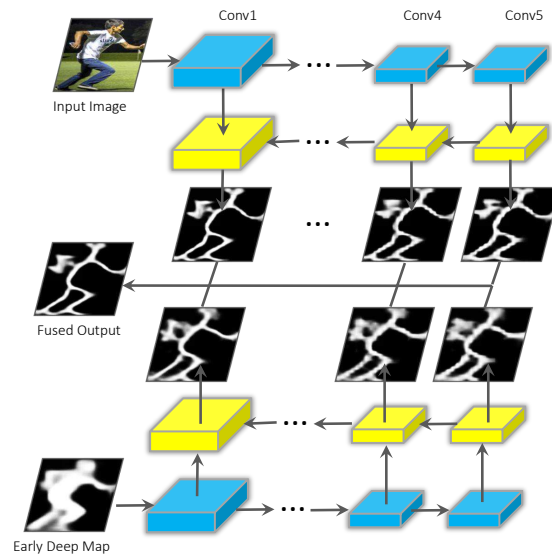 Conv1
Conv4
Conv5
Input Image
Fused Output
Early Deep Map